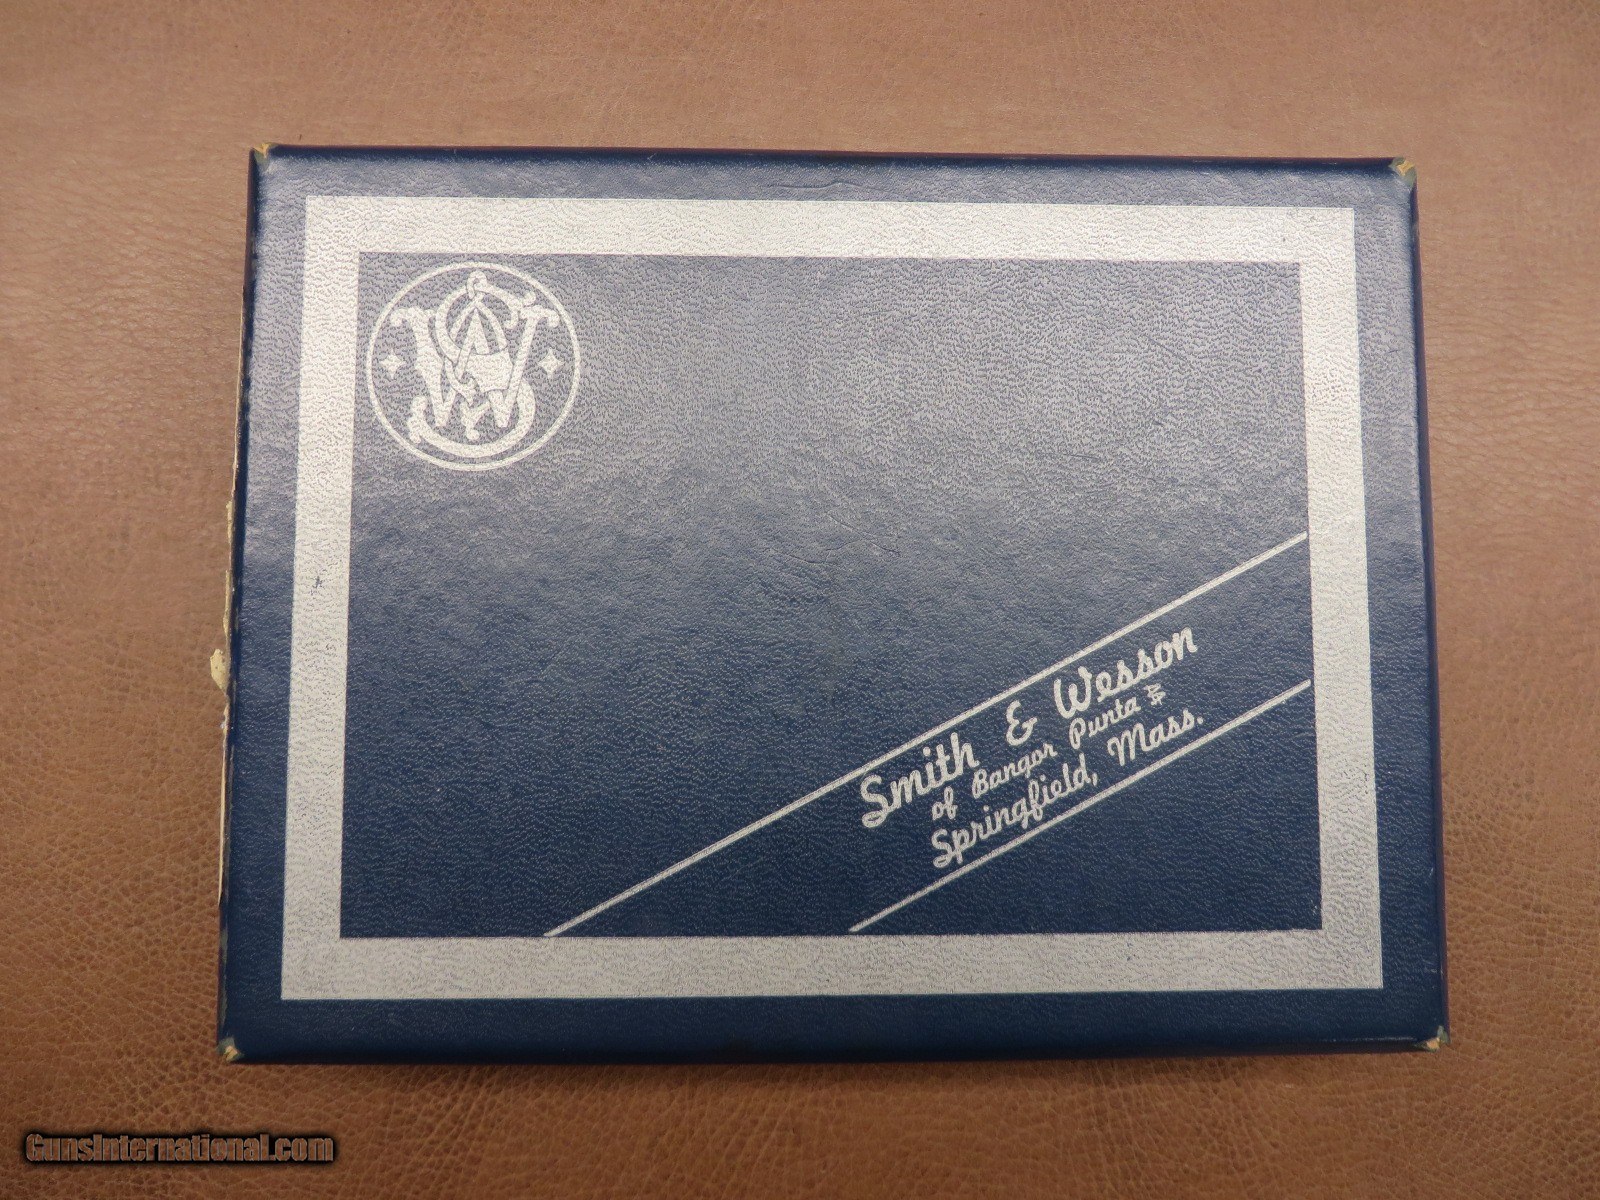 S&W
Smith & Wesson
of Bangor Punta
Springfield, Mass.
GunsInternational.com